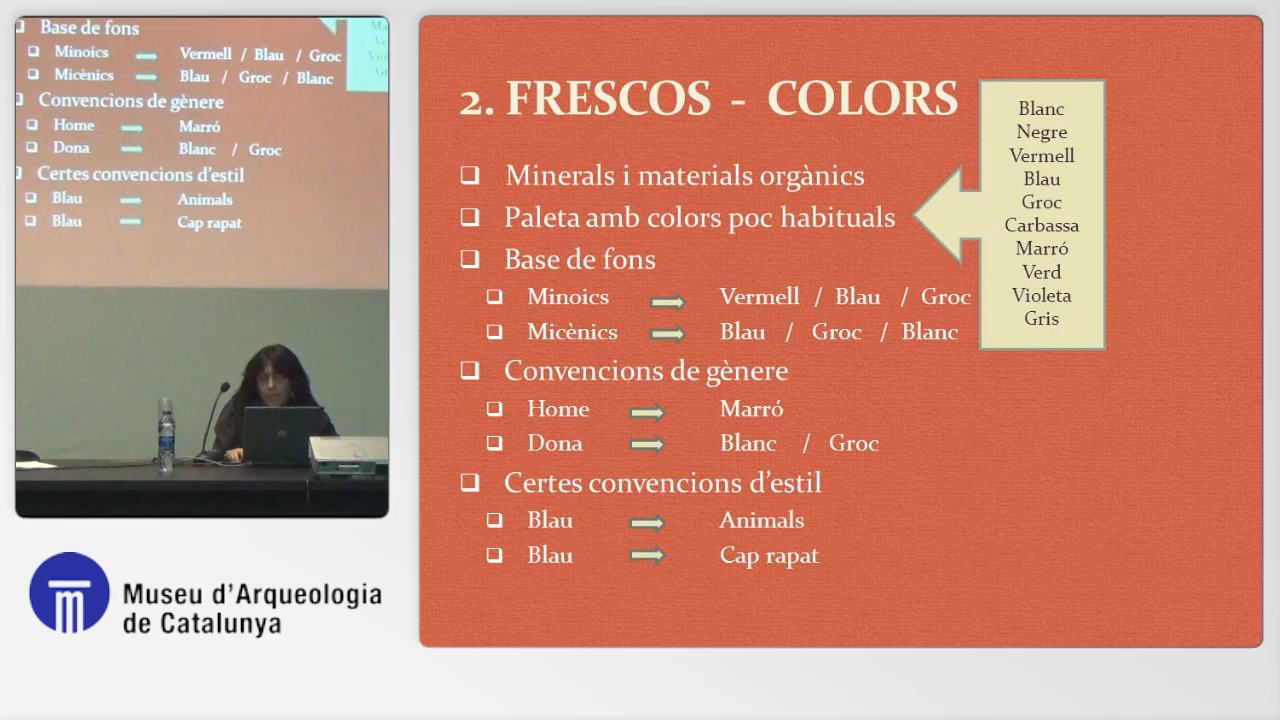 Base de fons
Minoics Vermell / Blau / Groc
Micènics Blau / Groc / Blanc
Convencions de gènere
Home Marró
Dona Blanc / Groc
Certes convencions d'estil
Blau Animals
Blau Cap rapat
Museu d'Arqueologia
de Catalunya
2. FRESCOS - COLORS
Minerals i materials orgànics
Paleta amb colors poc habituals
Base de fons
Minoics Vermell / Blau / Groc
Micènics Blau / Groc / Blanc
Convencions de gènere
Home Marró
Dona Blanc / Groc
Certes convencions d'estil
Blau Animals
Blau Cap rapat
Blanc
Negre
Vermell
Blau
Groc
Carbassa
Marró
Verd
Violeta
Gris